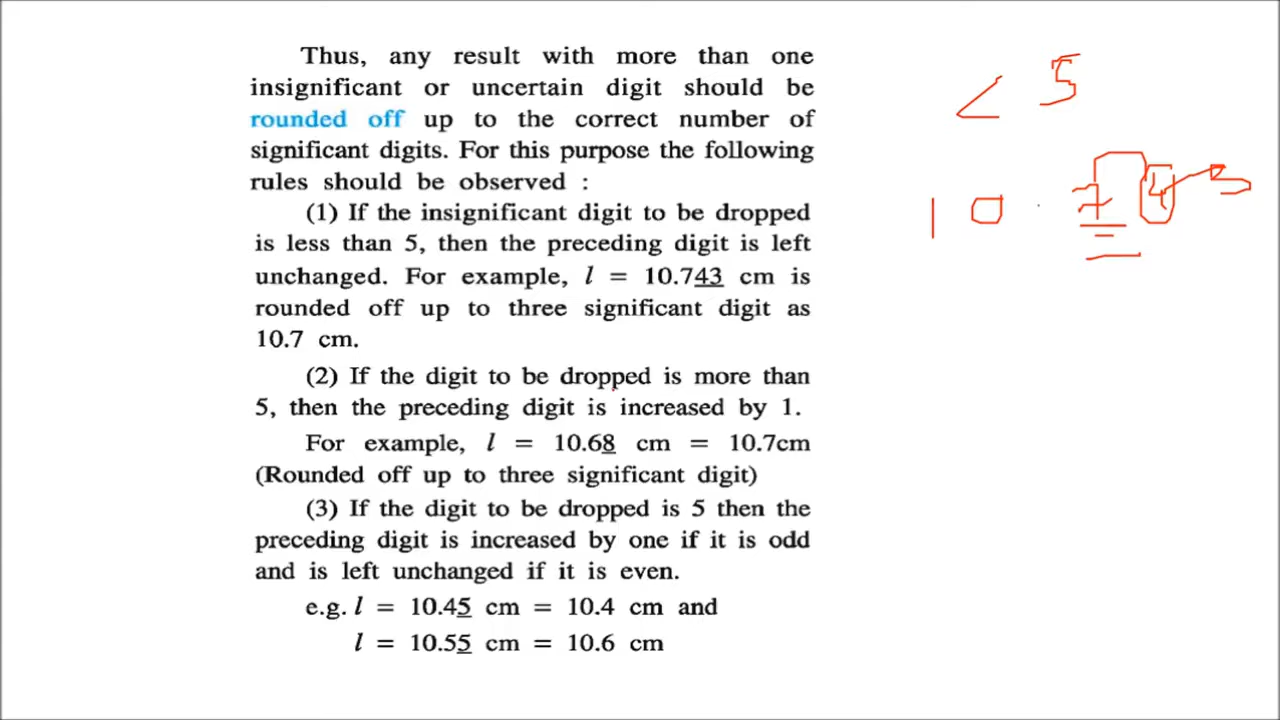 Thus, any result with more than one
insignificant or uncertain digit should be
rounded off up to the correct number of
significant digits. For this purpose the following
rules should be observed :
(1) If the insignificant digit to be dropped
is less than 5, then the preceding digit is left
unchanged. For example, l = 10.743 cm is
rounded off up to three significant digit as
10.7 cm.
(2) If the digit to be dropped is more than
5, then the preceding digit is increased by 1.
For example, l = 10.68 cm = 10.7cm
(Rounded off up to three significant digit)
(3) If the digit to be dropped is 5 then the
preceding digit is increased by one if it is odd
and is left unchanged if it is even.
e.g. l = 10.45 cm = 10.4 cm and
l = 10.55 cm = 10.6 cm
< 5
10.743